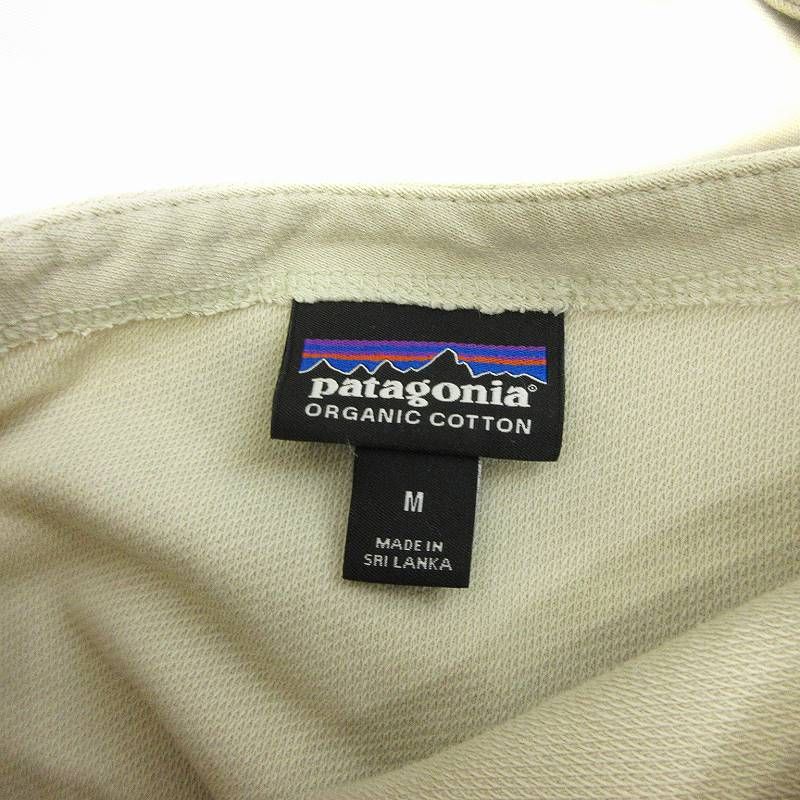 patagonia®
ORGANIC COTTON
M
MADE IN
SRI LANKA